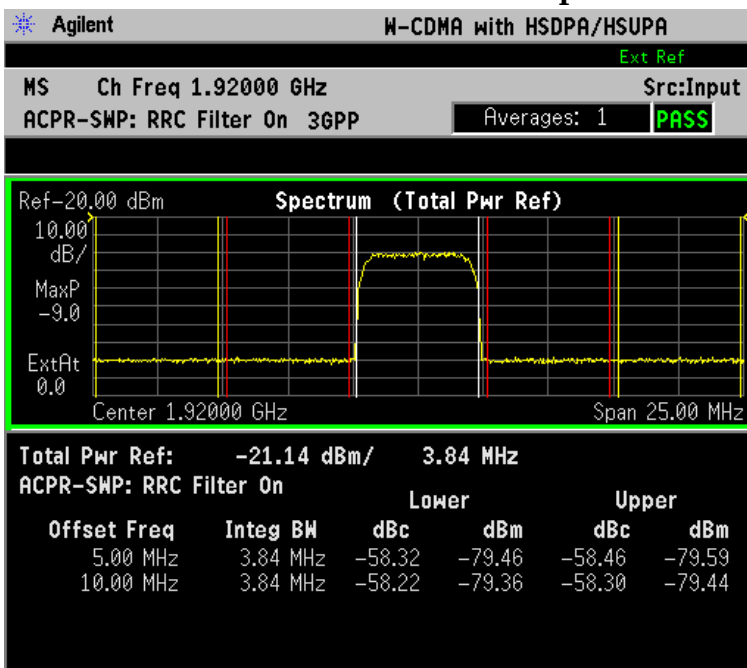 Agilent W-CDMA with HSDPA/HSUPA
Ext Ref
MS Ch Freq 1.92000 GHz Src:Input
ACPR-SWP: RRC Filter On 3GPP Averages: 1 PASS
Ref-20.00 dBm Spectrum (Total Pwr Ref)
10.00
dB/
MaxP
-9.0
ExtAt
0.0
Center 1.92000 GHz Span 25.00 MHz
Total Pwr Ref: -21.14 dBm/ 3.84 MHz
ACPR-SWP: RRC Filter On
Lower Upper
Offset Freq Integ BW dBc dBm dBc dBm
5.00 MHz 3.84 MHz -58.32 -79.46 -58.46 -79.59
10.00 MHz 3.84 MHz -58.22 -79.36 -58.30 -79.44